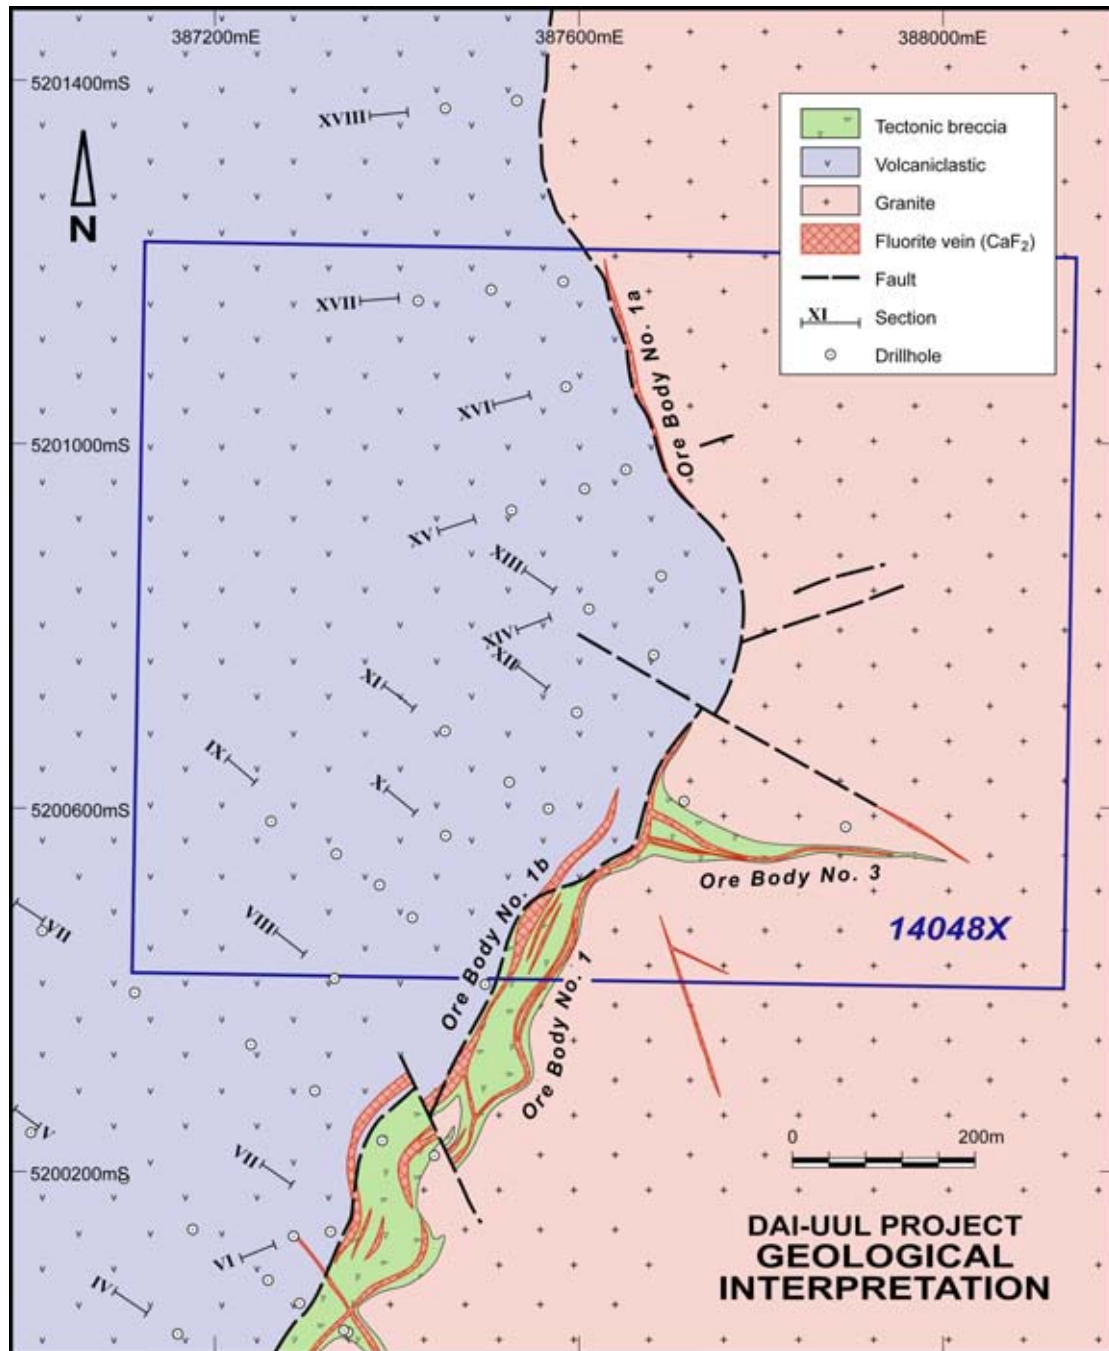 387200mE 387600mE 388000mE
5201400mS
XVIII
Tectonic breccia
Volcaniclastic
Granite
Fluorite vein (CaF₂)
Fault
XI Section
Drillhole
N
XVII
Ore Body No. 1a
XVI
5201000mS
XV
XIII
XIV
XII
XI
IX
X
5200600mS
Ore Body No. 3
Ore Body No. 1b
14048X
VIII
VII
Ore Body No. 1
V
0 200m
VII
5200200mS
VI
IV
DAI-UUL PROJECT
GEOLOGICAL
INTERPRETATION